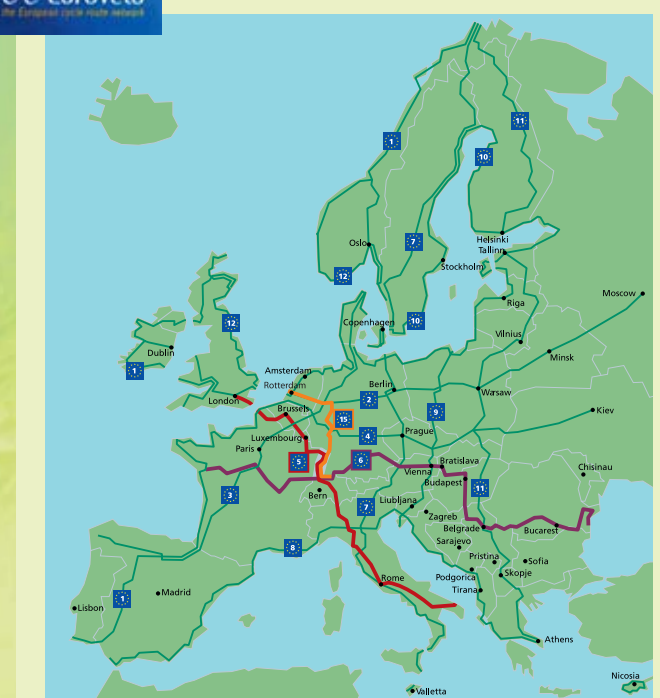 the European cycle route network
11
1
10
Oslo
7
Helsinki
Tallinn
Stockholm
12
Moscow
Riga
10
Copenhagen
12
Vilnius
Dublin
Minsk
1
Amsterdam
Berlin
Rotterdam
Warsaw
London
2
9
Kiev
Brussels
15
Prague
4
Luxembourg
Paris
5
6
Bratislava
Vienna
Chisinau
Budapest
11
3
Bern
Liubljana
7
Zagreb
Belgrade
Bucarest
Sarajevo
8
Pristina
Sofia
Rome
Podgorica
Skopje
Madrid
Tirana
1
Lisbon
Athens
Nicosia
Valletta